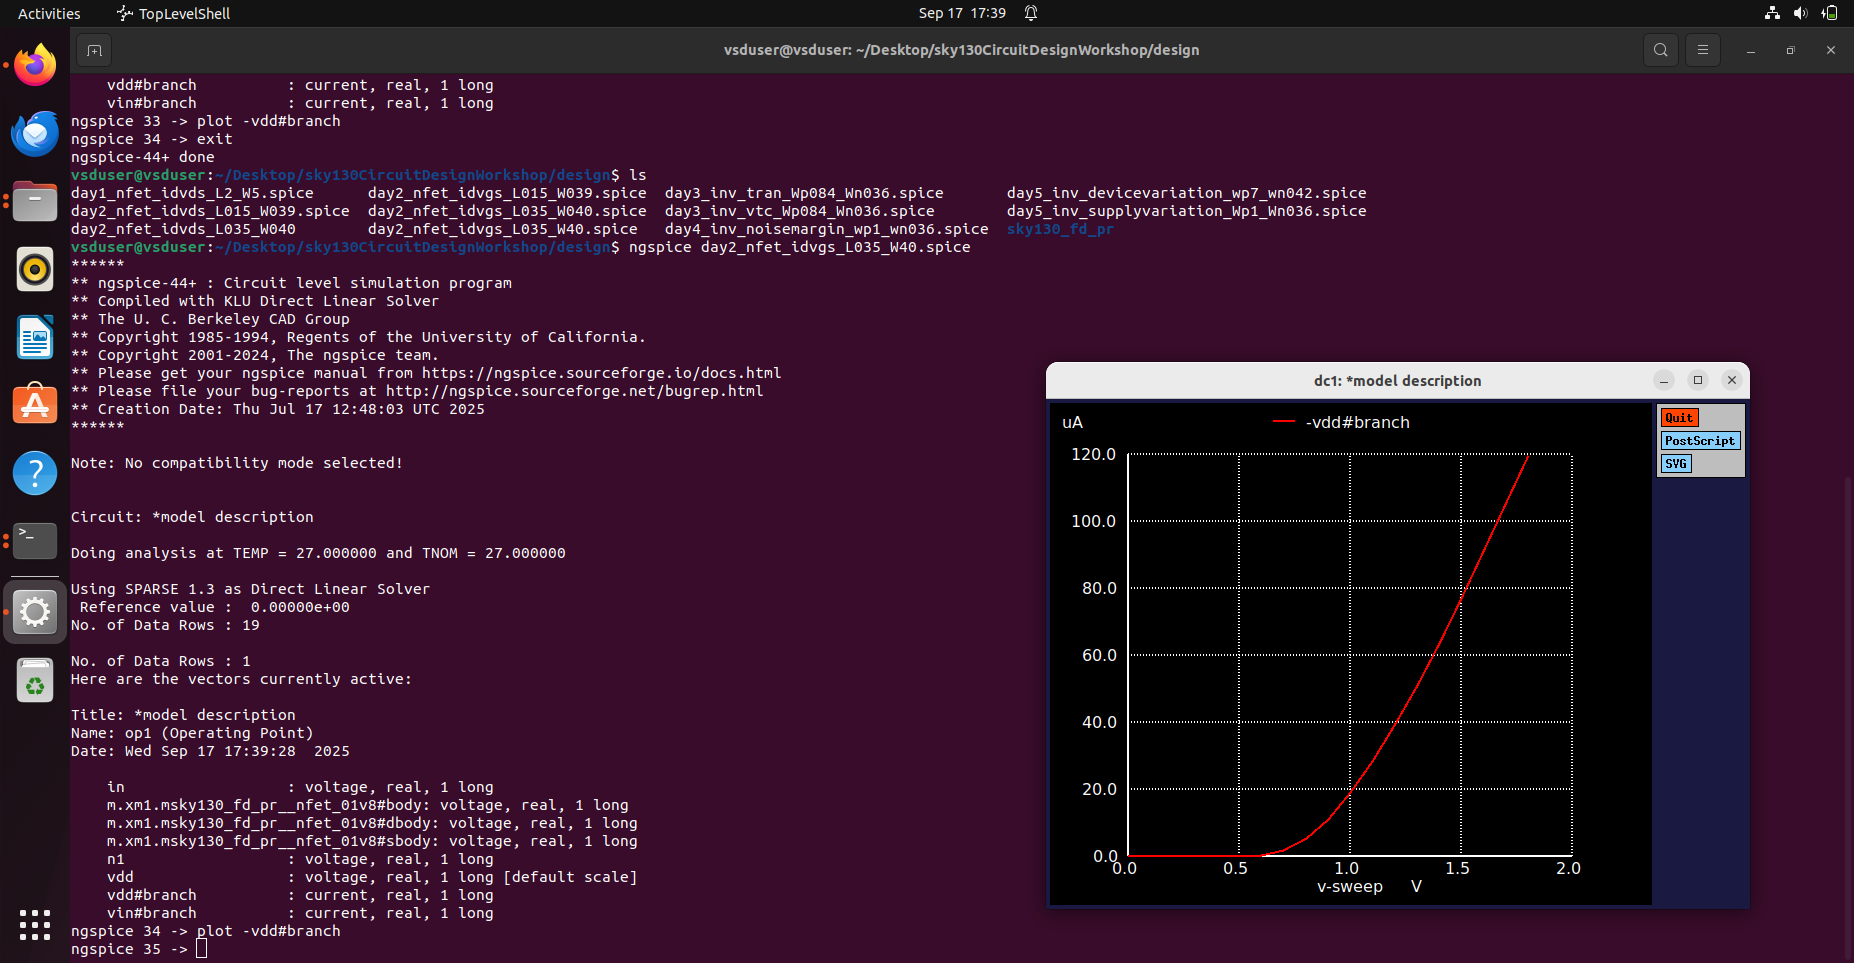 Activities TopLevelShell Sep 17 17:39
vsduser@vsduser: ~/Desktop/sky130CircuitDesignWorkshop/design
vdd#branch : current, real, 1 long
vin#branch : current, real, 1 long
ngspice 33 -> plot -vdd#branch
ngspice 34 -> exit
ngspice-44+ done
vsduser@vsduser:~/Desktop/sky130CircuitDesignWorkshop/design$ ls
day1_nfet_idvds_L2_W5.spice day2_nfet_idvgs_L015_W039.spice day3_inv_tran_Wp084_Wn036.spice day5_inv_devicevariation_wp7_wn042.spice
day2_nfet_idvds_L015_W039.spice day2_nfet_idvgs_L035_W040.spice day3_inv_vtc_Wp084_Wn036.spice day5_inv_supplyvariation_Wp1_Wn036.spice
day2_nfet_idvds_L035_W040 day2_nfet_idvgs_L035_W40.spice day4_inv_noisemargin_wp1_wn036.spice sky130_fd_pr
vsduser@vsduser:~/Desktop/sky130CircuitDesignWorkshop/design$ ngspice day2_nfet_idvgs_L035_W40.spice
******
** ngspice-44+ : Circuit level simulation program
** Compiled with KLU Direct Linear Solver
** The U. C. Berkeley CAD Group
** Copyright 1985-1994, Regents of the University of California.
** Copyright 2001-2024, The ngspice team.
** Please get your ngspice manual from https://ngspice.sourceforge.io/docs.html
** Please file your bug-reports at http://ngspice.sourceforge.net/bugrep.html
** Creation Date: Thu Jul 17 12:48:03 UTC 2025
******
Note: No compatibility mode selected!
Circuit: *model description
Doing analysis at TEMP = 27.000000 and TNOM = 27.000000
Using SPARSE 1.3 as Direct Linear Solver
Reference value : 0.00000e+00
No. of Data Rows : 19
No. of Data Rows : 1
Here are the vectors currently active:
Title: *model description
Name: op1 (Operating Point)
Date: Wed Sep 17 17:39:28 2025
in : voltage, real, 1 long
m.xm1.msky130_fd_pr__nfet_01v8#body: voltage, real, 1 long
m.xm1.msky130_fd_pr__nfet_01v8#dbody: voltage, real, 1 long
m.xm1.msky130_fd_pr__nfet_01v8#sbody: voltage, real, 1 long
n1 : voltage, real, 1 long
vdd : voltage, real, 1 long [default scale]
vdd#branch : current, real, 1 long
vin#branch : current, real, 1 long
ngspice 34 -> plot -vdd#branch
ngspice 35 ->
dc1: *model description
uA -vdd#branch
Quit
PostScript
SVG
120.0
100.0
80.0
60.0
40.0
20.0
0.0
0.0 0.5 1.0 1.5 2.0
v-sweep V